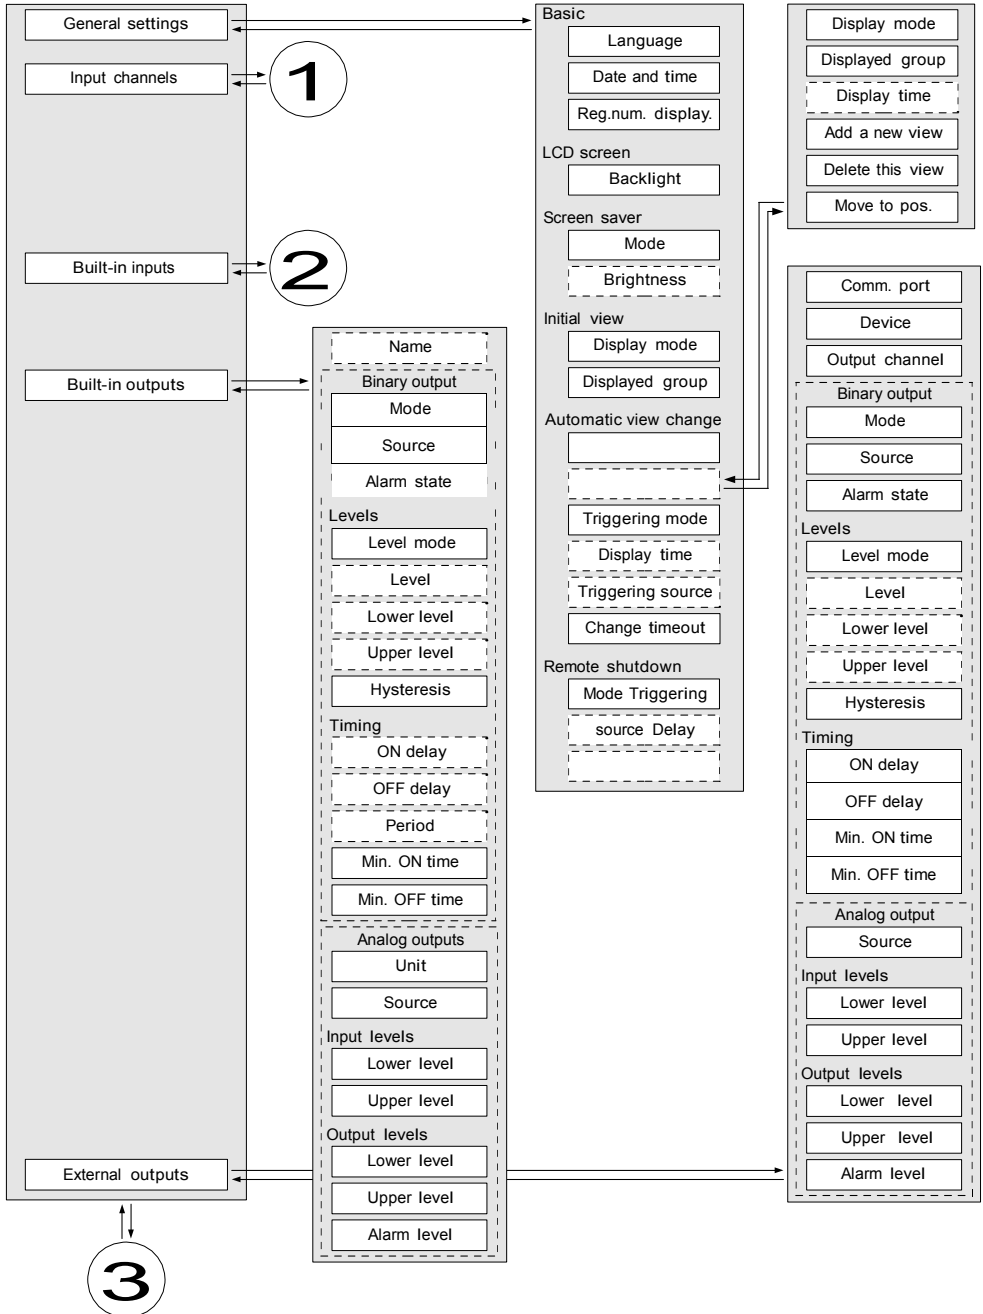 General settings
Input channels
1
Built-in inputs
2
Built-in outputs
External outputs
3
Name
Binary output
Mode
Source
Alarm state
Levels
Level mode
Level
Lower level
Upper level
Hysteresis
Timing
ON delay
OFF delay
Period
Min. ON time
Min. OFF time
Analog outputs
Unit
Source
Input levels
Lower level
Upper level
Output levels
Lower level
Upper level
Alarm level
Basic
Language
Date and time
Reg.num. display.
LCD screen
Backlight
Screen saver
Mode
Brightness
Initial view
Display mode
Displayed group
Automatic view change
Triggering mode
Display time
Triggering source
Change timeout
Remote shutdown
Mode Triggering
source Delay
Display mode
Displayed group
Display time
Add a new view
Delete this view
Move to pos.
Comm. port
Device
Output channel
Binary output
Mode
Source
Alarm state
Levels
Level mode
Level
Lower level
Upper level
Hysteresis
Timing
ON delay
OFF delay
Min. ON time
Min. OFF time
Analog output
Source
Input levels
Lower level
Upper level
Output levels
Lower level
Upper level
Alarm level